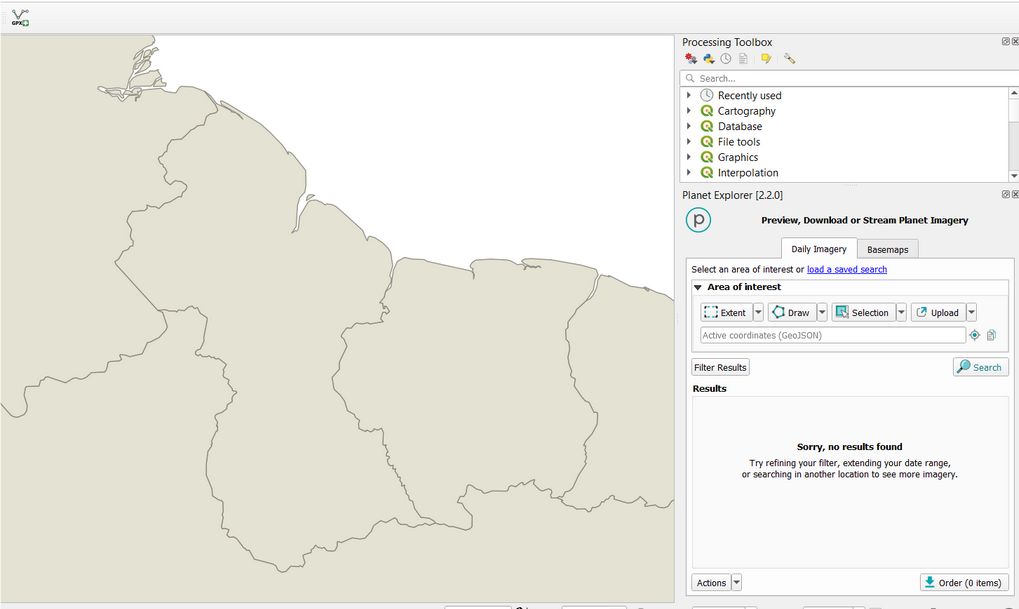 GPX
Processing Toolbox
Search...
Recently used
Cartography
Database
File tools
Graphics
Interpolation
Planet Explorer [2.2.0]
p
Preview, Download or Stream Planet Imagery
Daily Imagery
Basemaps
Select an area of interest or load a saved search
Area of interest
Extent
Draw
Selection
Upload
Active coordinates (GeoJSON)
Filter Results
Search
Results
Sorry, no results found
Try refining your filter, extending your date range,
or searching in another location to see more imagery.
Actions
Order (0 items)